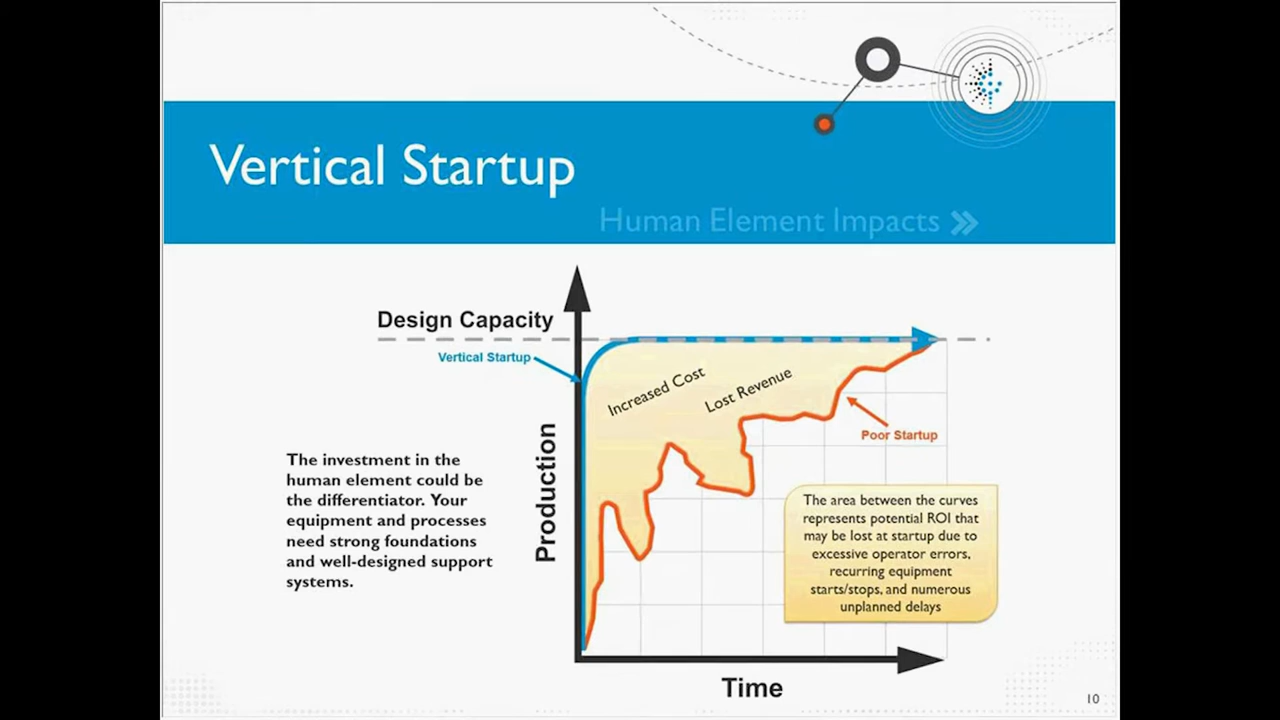 Vertical Startup
Human Element Impacts
Design Capacity
Vertical Startup
Increased Cost
Lost Revenue
Poor Startup
Production
The investment in the
human element could be
the differentiator. Your
equipment and processes
need strong foundations
and well-designed support
systems.
The area between the curves
represents potential ROI that
may be lost at startup due to
excessive operator errors,
recurring equipment
starts/stops, and numerous
unplanned delays
Time
10